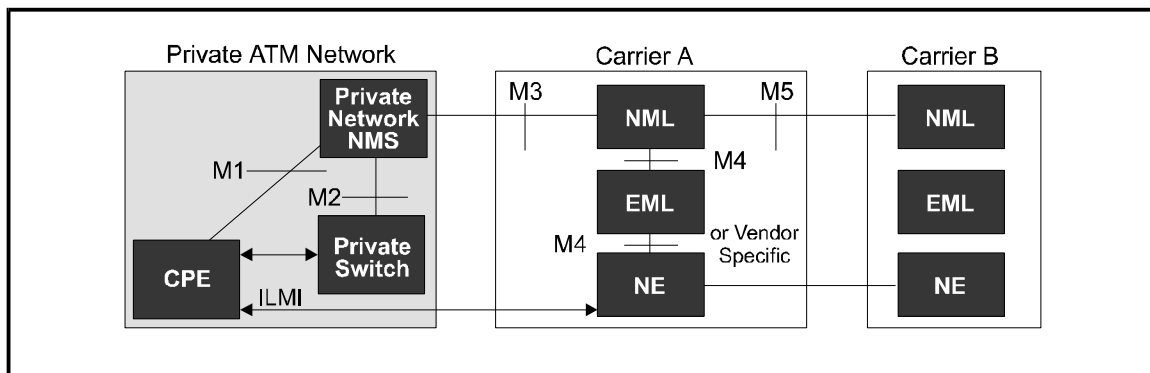 Private ATM Network
Carrier A
Carrier B
Private
Network
NMS
M3
NML
M5
NML
M1
M4
M2
EML
EML
Private
Switch
M4
or Vendor
Specific
CPE
NE
NE
ILMI